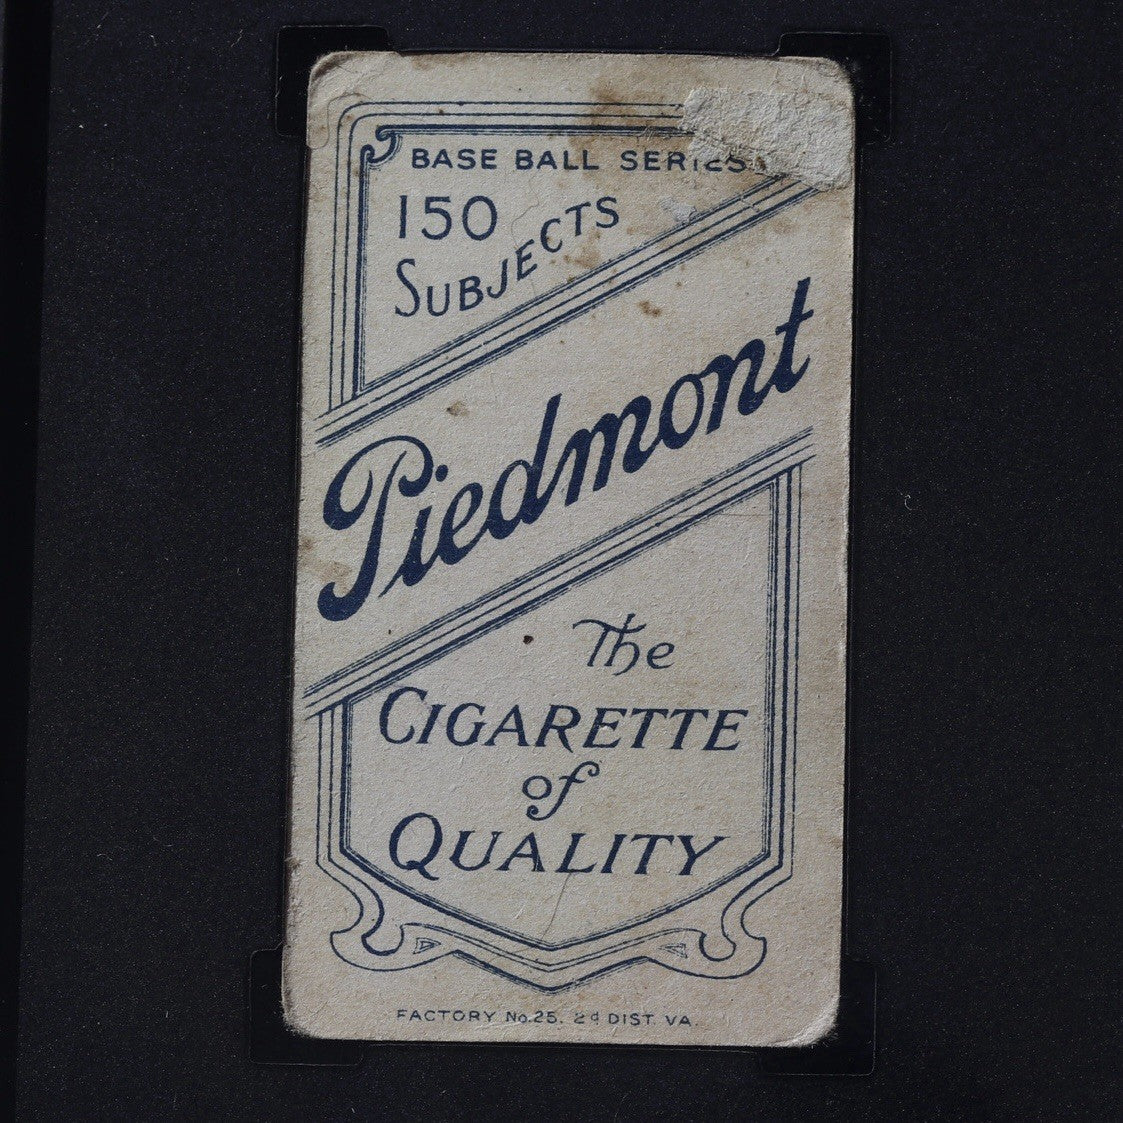 BASE BALL SERIES
150
SUBJECTS
Piedmont
The
CIGARETTE
of
QUALITY
FACTORY No.25. 2d DIST. VA.